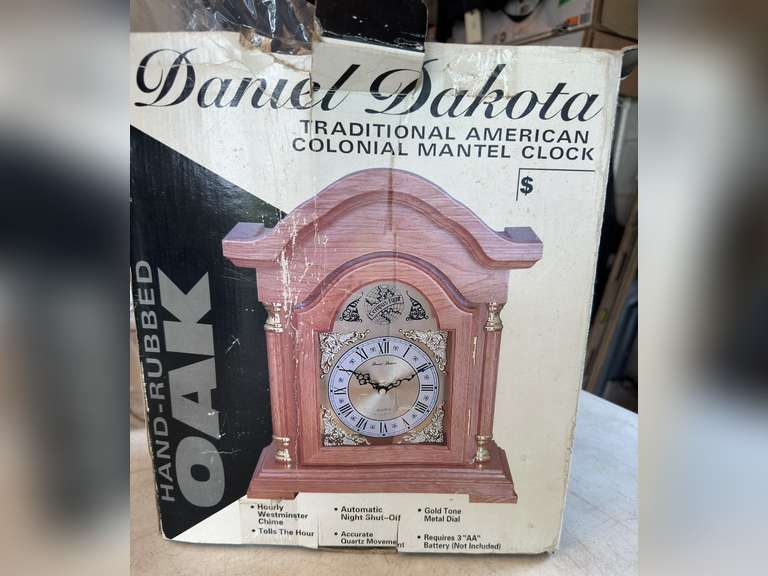 Daniel Dakota
TRADITIONAL AMERICAN
COLONIAL MANTEL CLOCK
$
HAND-RUBBED
OAK
XII
• Hourly
Westminster
Chime
• Tolls The Hour
• Automatic
Night Shut-Off
• Accurate
Quartz Movement
• Gold Tone
Metal Dial
• Requires 3 "AA"
Battery (Not Included)